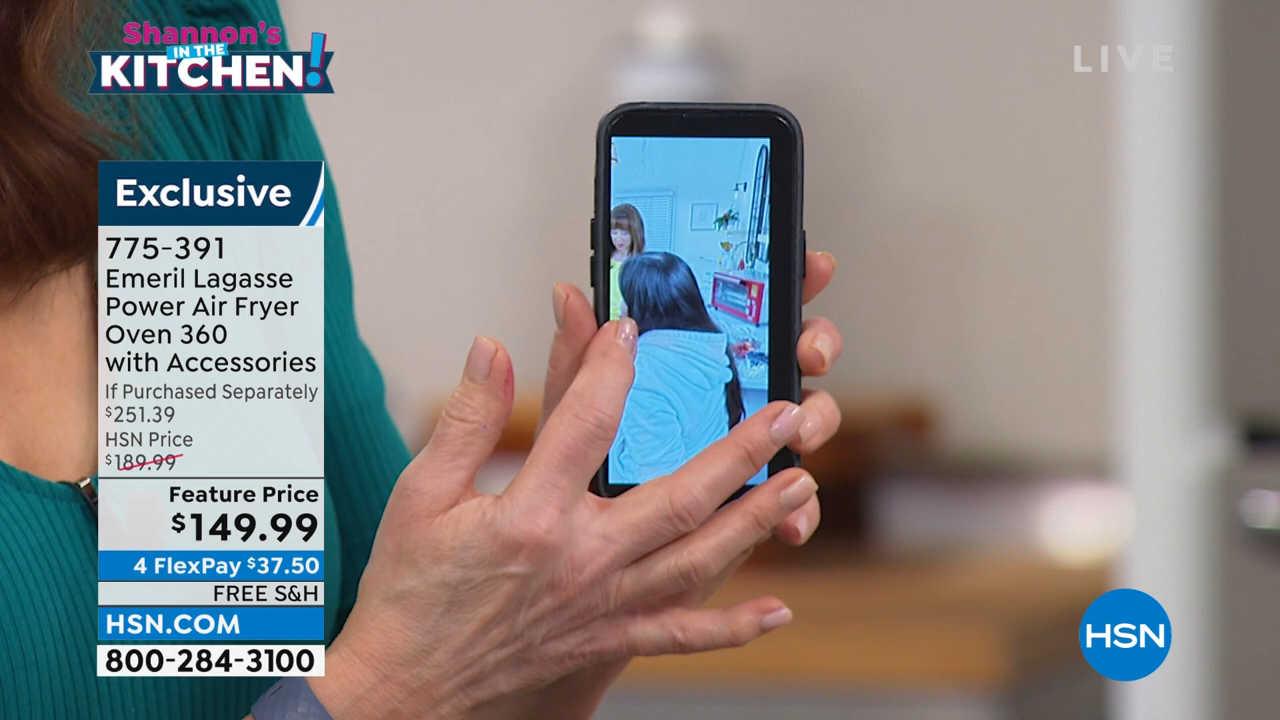 Shannon's
IN THE
KITCHEN!
LIVE
Exclusive
775-391
Emeril Lagasse
Power Air Fryer
Oven 360
with Accessories
If Purchased Separately
$251.39
HSN Price
$189.99
Feature Price
$149.99
4 FlexPay $37.50
FREE S&H
HSN.COM
800-284-3100
HSN